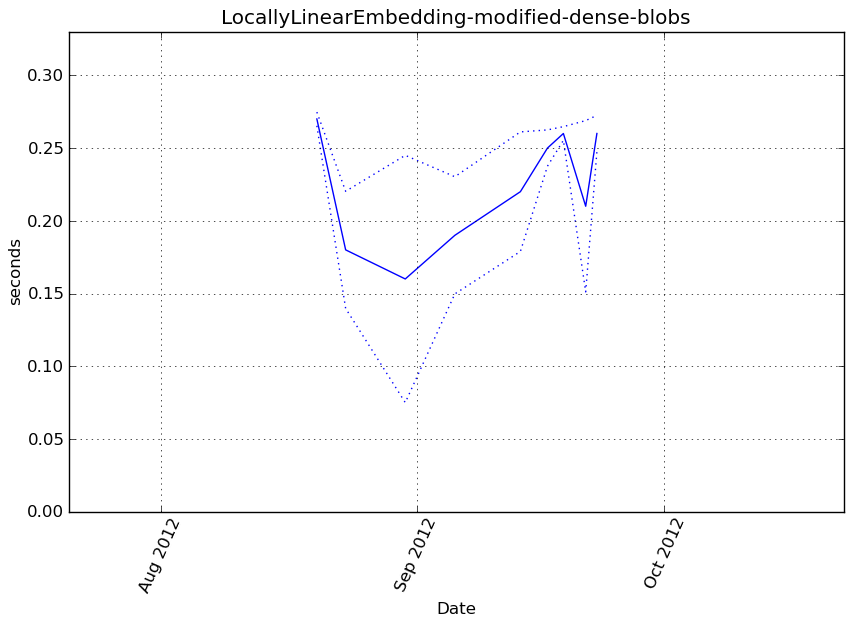 LocallyLinearEmbedding-modified-dense-blobs
0.30
0.25
0.20
0.15
0.10
0.05
0.00
seconds
Aug 2012
Sep 2012
Oct 2012
Date